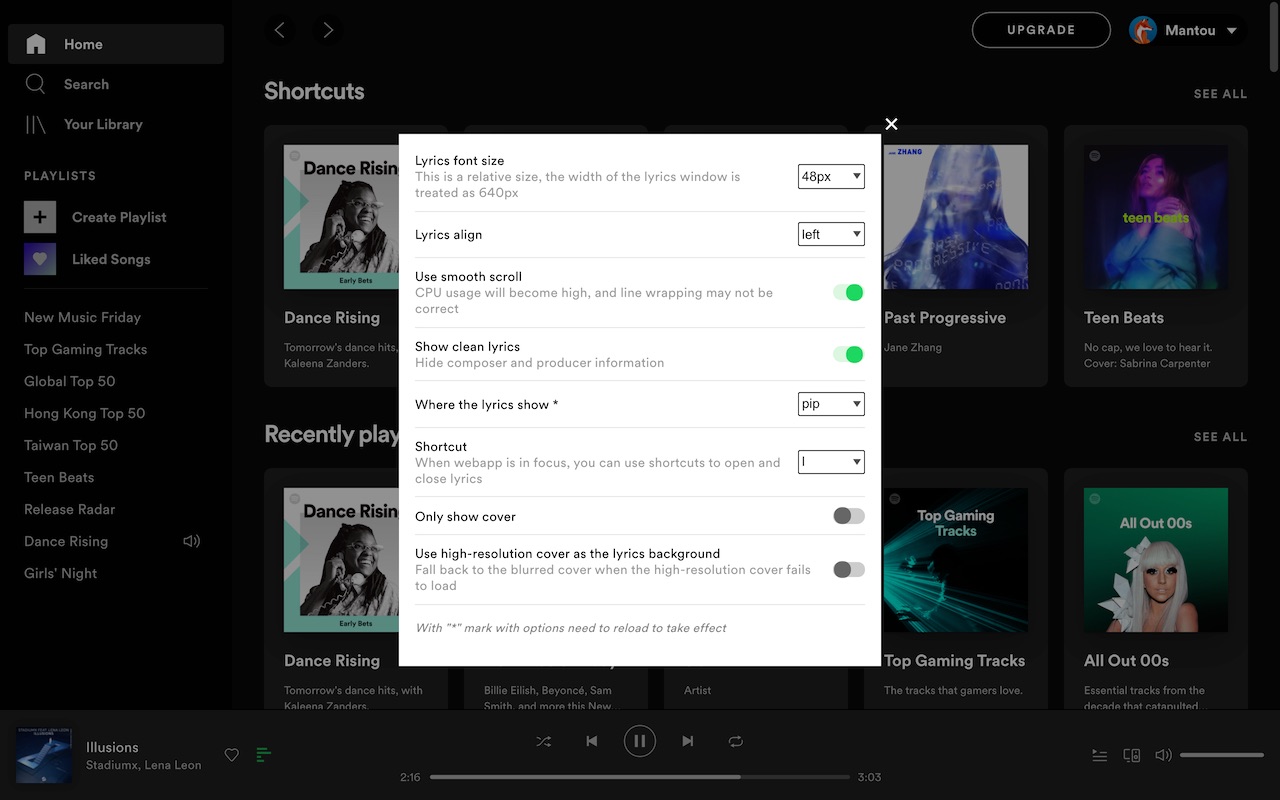 Home
Search
Your Library
PLAYLISTS
Create Playlist
Liked Songs
New Music Friday
Top Gaming Tracks
Global Top 50
Hong Kong Top 50
Taiwan Top 50
Teen Beats
Release Radar
Dance Rising
Girls' Night
UPGRADE
Mantou
Shortcuts
SEE ALL
Dance Rising
Early Bets
Dance Rising
Tomorrow's dance hits,
Kaleena Zanders.
ZHANG
PAST
PROGRESSIVE
Past Progressive
Jane Zhang
teen beats
Teen Beats
No cap, we love to hear it.
Cover: Sabrina Carpenter
Lyrics font size
This is a relative size, the width of the lyrics window is
treated as 640px
48px
Lyrics align
left
Use smooth scroll
CPU usage will become high, and line wrapping may not be
correct
Show clean lyrics
Hide composer and producer information
Where the lyrics show *
pip
Shortcut
When webapp is in focus, you can use shortcuts to open and
close lyrics
l
Only show cover
Use high-resolution cover as the lyrics background
Fall back to the blurred cover when the high-resolution cover fails
to load
With "*" mark with options need to reload to take effect
Recently play
SEE ALL
Dance Rising
Early Bets
Dance Rising
Tomorrow's dance hits, with
Kaleena Zanders.
Billie Eilish, Beyoncé, Sam
Smith, and more this New...
Artist
Top Gaming
Tracks
Top Gaming Tracks
The tracks that gamers love.
All Out 00s
All Out 00s
Essential tracks from the
decade that catapulted...
Illusions
Stadiumx, Lena Leon
2:16
3:03